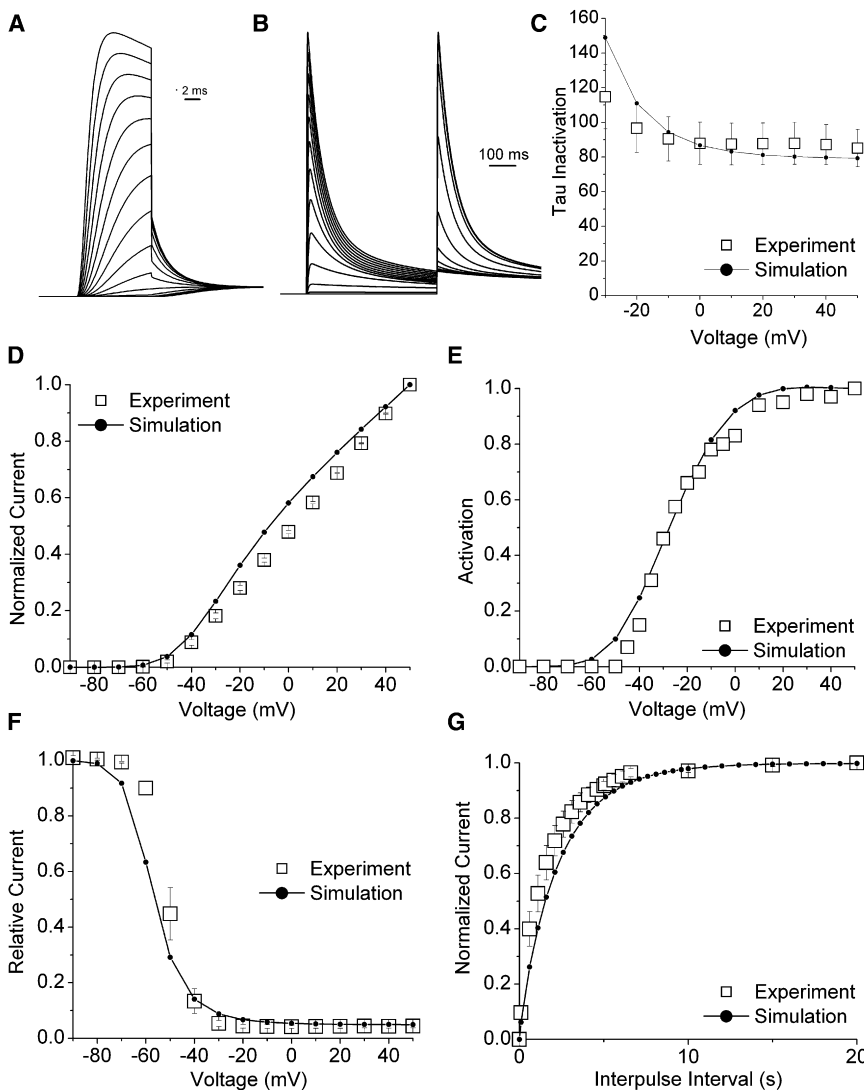 A
2 ms
B
100 ms
C
160
140
120
100
80
60
40
20
0
Tau Inactivation
Experiment
Simulation
-20 0 20 40
Voltage (mV)
D
1.0
0.8
0.6
0.4
0.2
0.0
Normalized Current
Experiment
Simulation
-80 -60 -40 -20 0 20 40
Voltage (mV)
E
1.0
0.8
0.6
0.4
0.2
0.0
Activation
Experiment
Simulation
-80 -60 -40 -20 0 20 40
Voltage (mV)
F
1.0
0.8
0.6
0.4
0.2
0.0
Relative Current
Experiment
Simulation
-80 -60 -40 -20 0 20 40
Voltage (mV)
G
1.0
0.8
0.6
0.4
0.2
0.0
Normalized Current
Experiment
Simulation
0 10 20
Interpulse Interval (s)